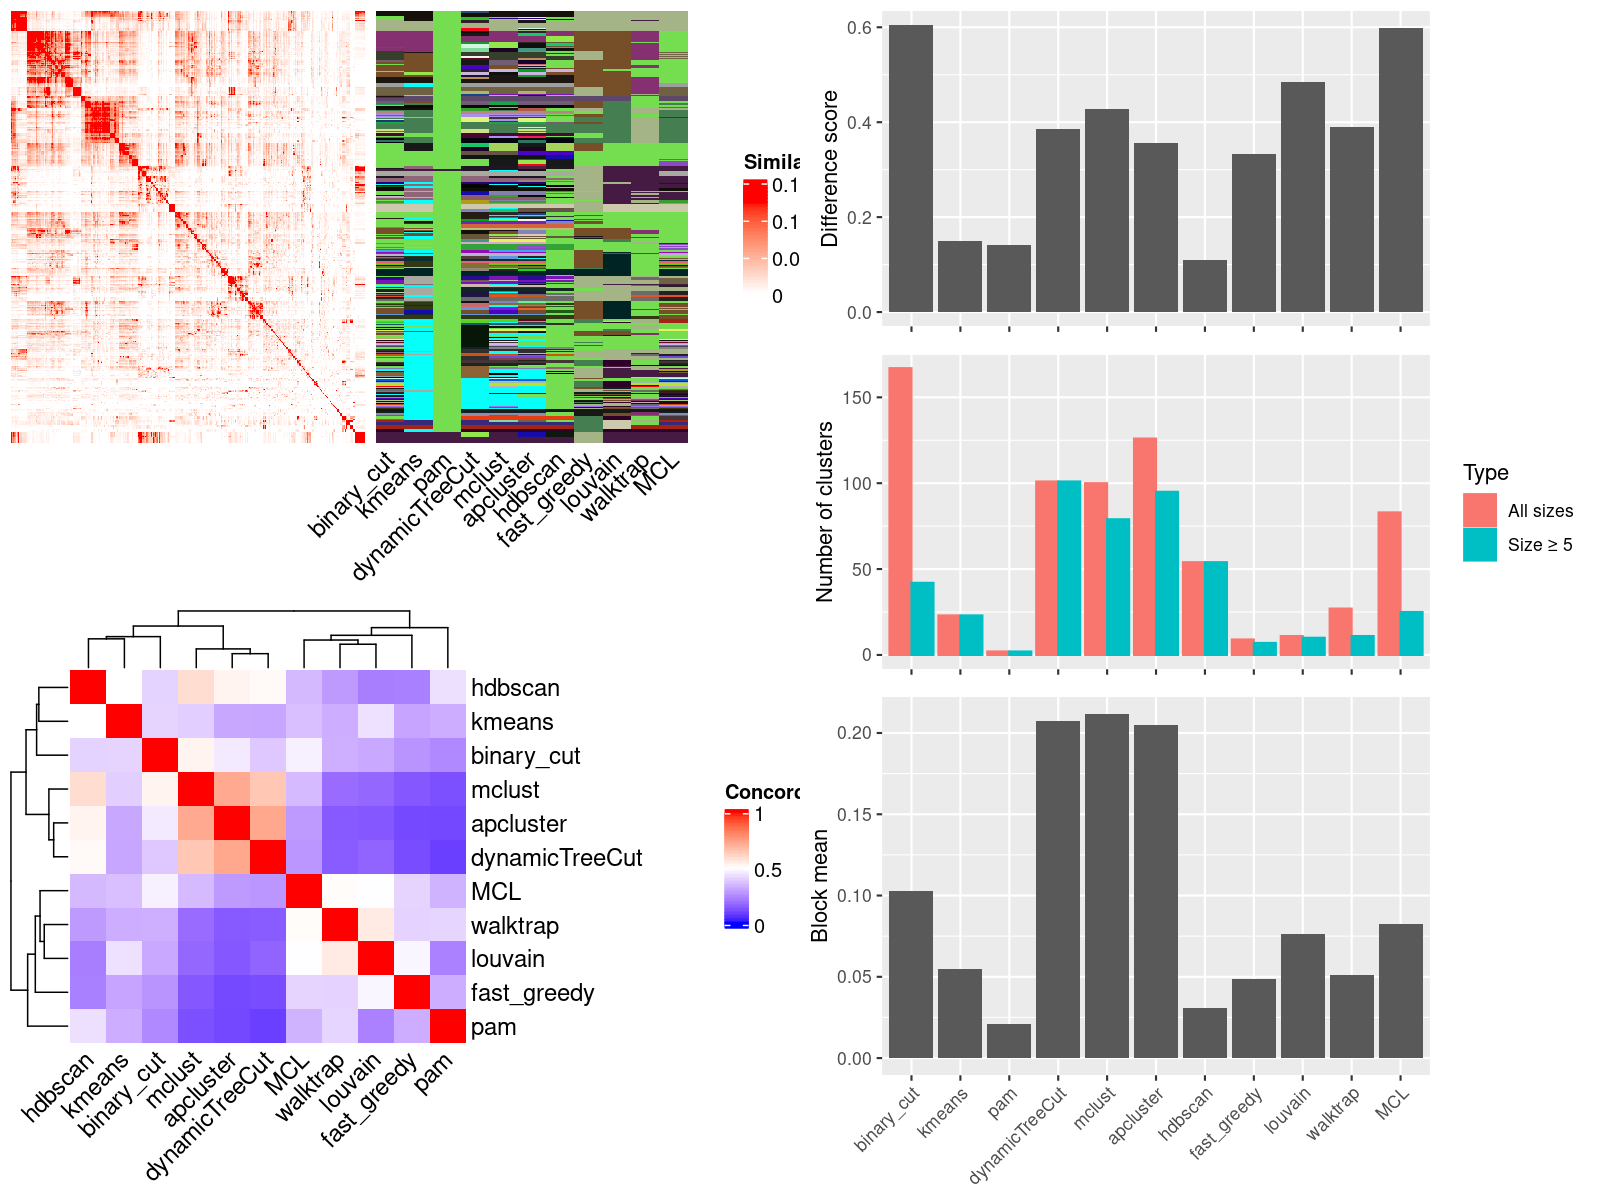 Simila
0.1
0.1
0.0
0
binary_cut
kmeans
pam
dynamicTreeCut
mclust
apcluster
hdbscan
fast_greedy
louvain
walktrap
MCL
hdbscan
kmeans
binary_cut
mclust
apcluster
dynamicTreeCut
MCL
walktrap
louvain
fast_greedy
pam
hdbscan
kmeans
binary_cut
mclust
apcluster
dynamicTreeCut
MCL
walktrap
louvain
fast_greedy
pam
Concord
1
0.5
0
Difference score
0.6
0.4
0.2
0.0
Number of clusters
150
100
50
0
Type
All sizes
Size ≥ 5
Block mean
0.20
0.15
0.10
0.05
0.00
binary_cut
kmeans
pam
dynamicTreeCut
mclust
apcluster
hdbscan
fast_greedy
louvain
walktrap
MCL